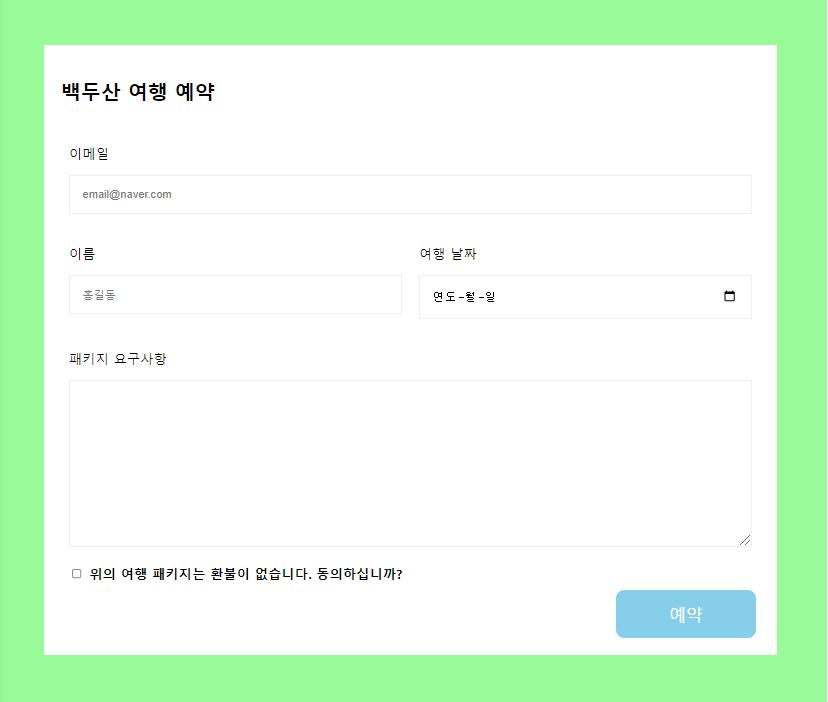 백두산 여행 예약
이메일
email@naver.com
이름
여행 날짜
홍길동
연도-월-일
패키지 요구사항
위의 여행 패키지는 환불이 없습니다. 동의하십니까?
예약